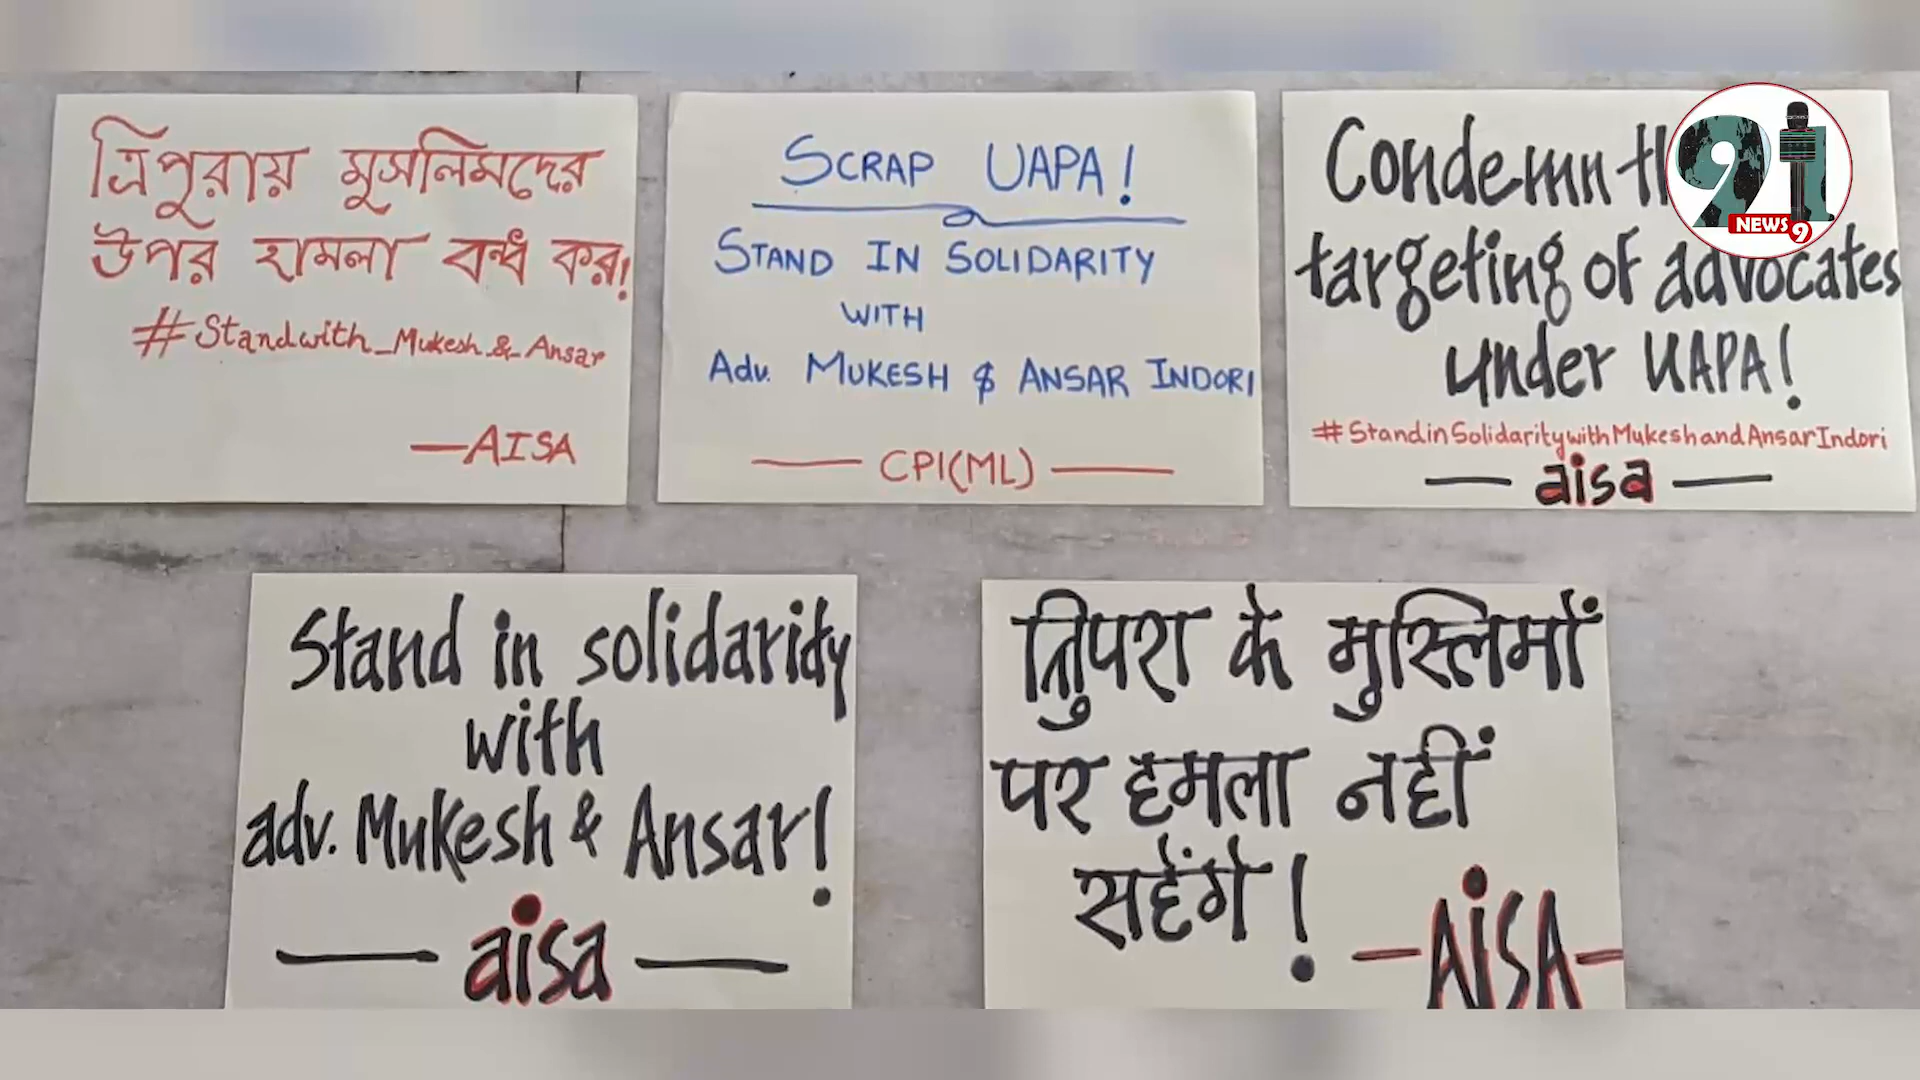 ত্রিপুরায় মুসলিমদের
উপর হামলা বন্ধ কর!
#Standwith_Mukesh_&_Ansar
—AISA
SCRAP UAPA!
STAND IN SOLIDARITY
WITH
Adv. MUKESH & ANSAR INDORI
— CPI(ML) —
Condemn
targeting of advocates
under UAPA!
#StandinSolidaritywithMukeshandAnsarIndori
— aisa —
91
NEWS 9
Stand in solidarity
with
adv. Mukesh & Ansar!
— aisa —
त्रिपुरा के मुस्लिमों
पर हमला नहीं
सहेंगे!
—AISA—